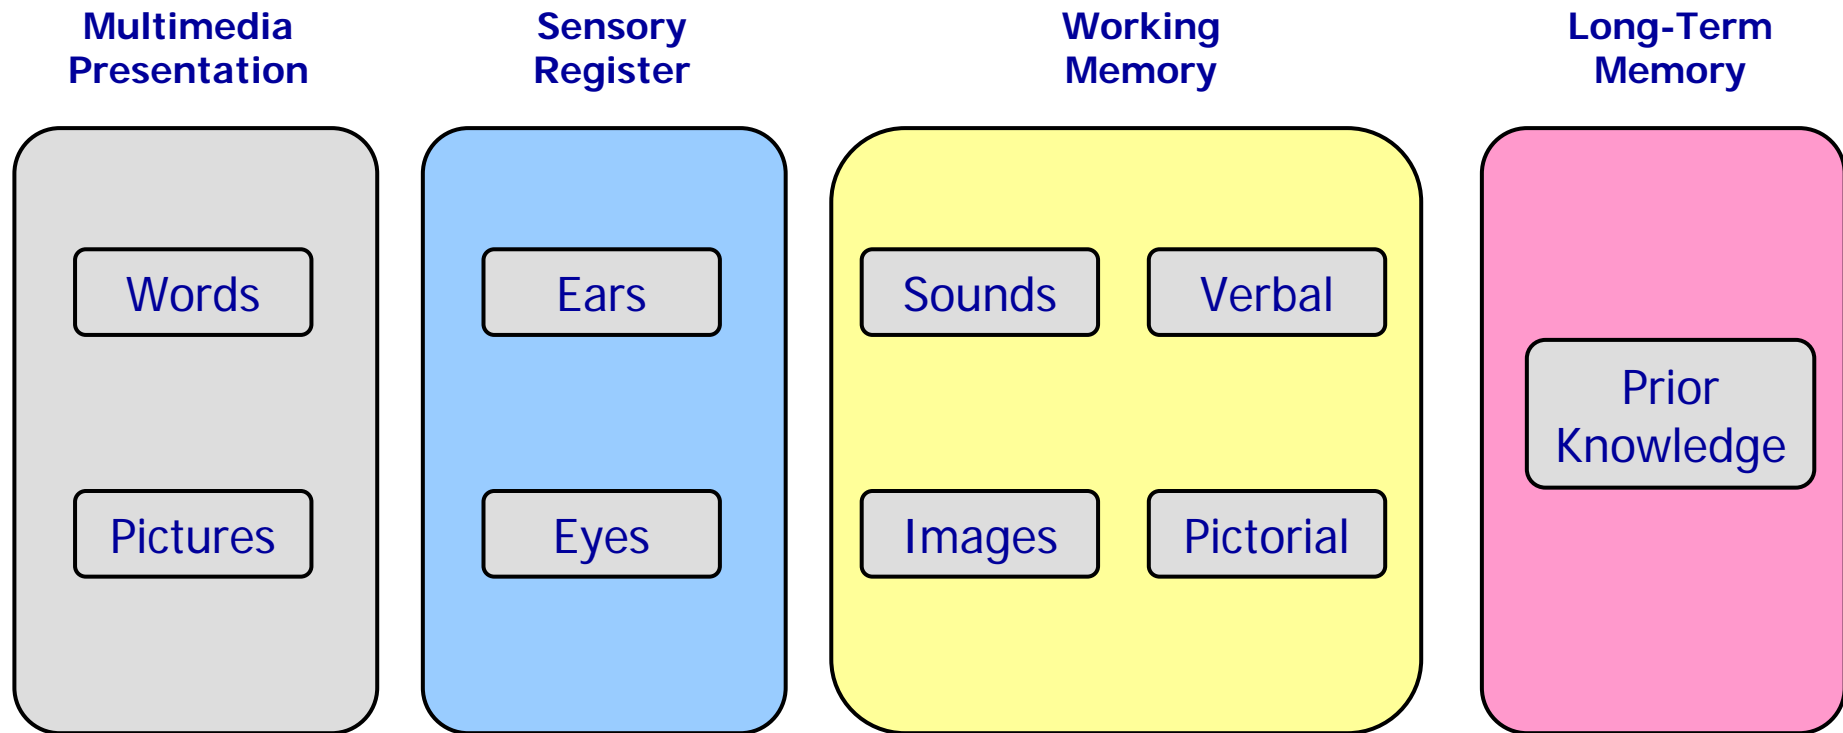 Multimedia
Presentation
Sensory
Register
Working
Memory
Long-Term
Memory
Words
Ears
Sounds
Verbal
Prior
Knowledge
Pictures
Eyes
Images
Pictorial